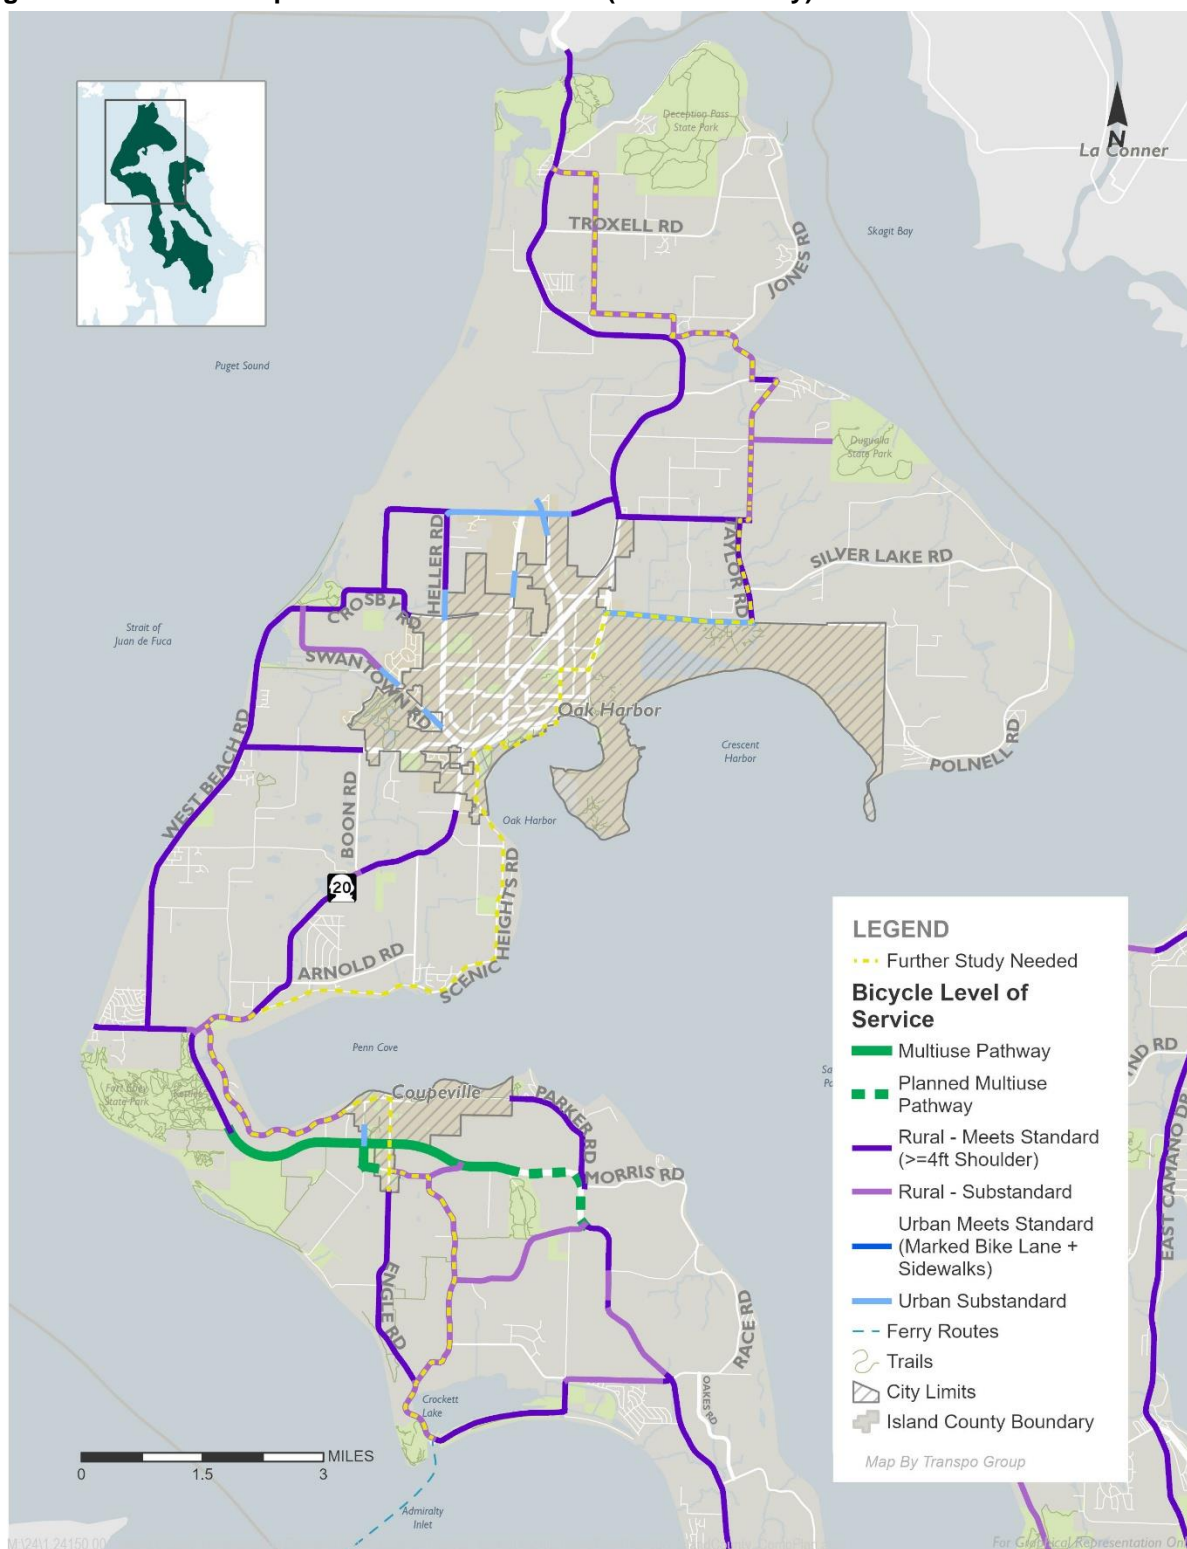 Deception Pass
State Park
N
La Conner
TROXELL RD
JONES RD
Skagit Bay
Puget Sound
Dugualla
State Park
HELLER RD
TAYLOR RD
SILVER LAKE RD
CROSBY RD
Strait of
Juan de Fuca
SWANTOWN RD
Oak Harbor
Crescent
Harbor
POLNELL RD
WEST BEACH RD
BOON RD
Oak Harbor
20
SCENIC HEIGHTS RD
ARNOLD RD
Penn Cove
State Park
Coupeville
PARKER RD
MORRIS RD
ENGLE RD
RACE RD
OAKES RD
Crockett
Lake
Admiralty
Inlet
EAST CAMANO DR
MILES
0 1.5 3
LEGEND
Further Study Needed
Bicycle Level of
Service
Multiuse Pathway
Planned Multiuse
Pathway
Rural - Meets Standard
(>=4ft Shoulder)
Rural - Substandard
Urban Meets Standard
(Marked Bike Lane +
Sidewalks)
Urban Substandard
Ferry Routes
Trails
City Limits
Island County Boundary
Map By Transpo Group